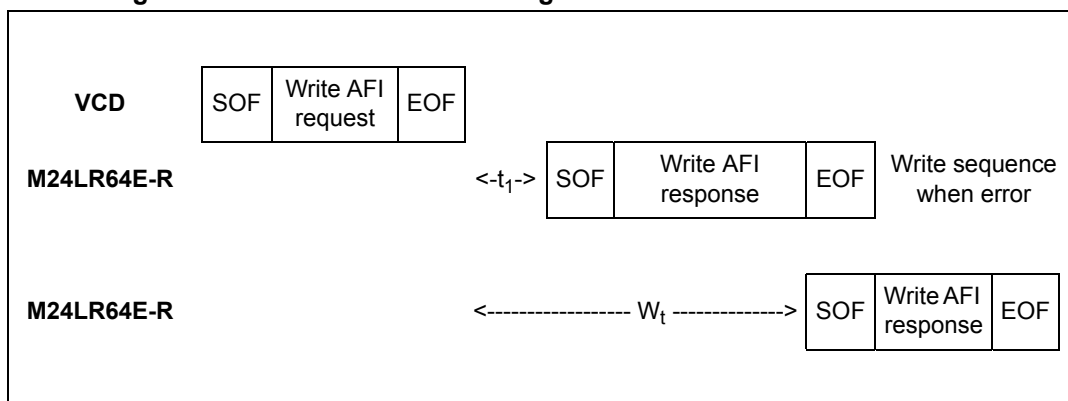 VCD SOF Write AFI request EOF
M24LR64E-R <-t1-> SOF Write AFI response EOF Write sequence when error
M24LR64E-R <------------------ Wt --------------> SOF Write AFI response EOF